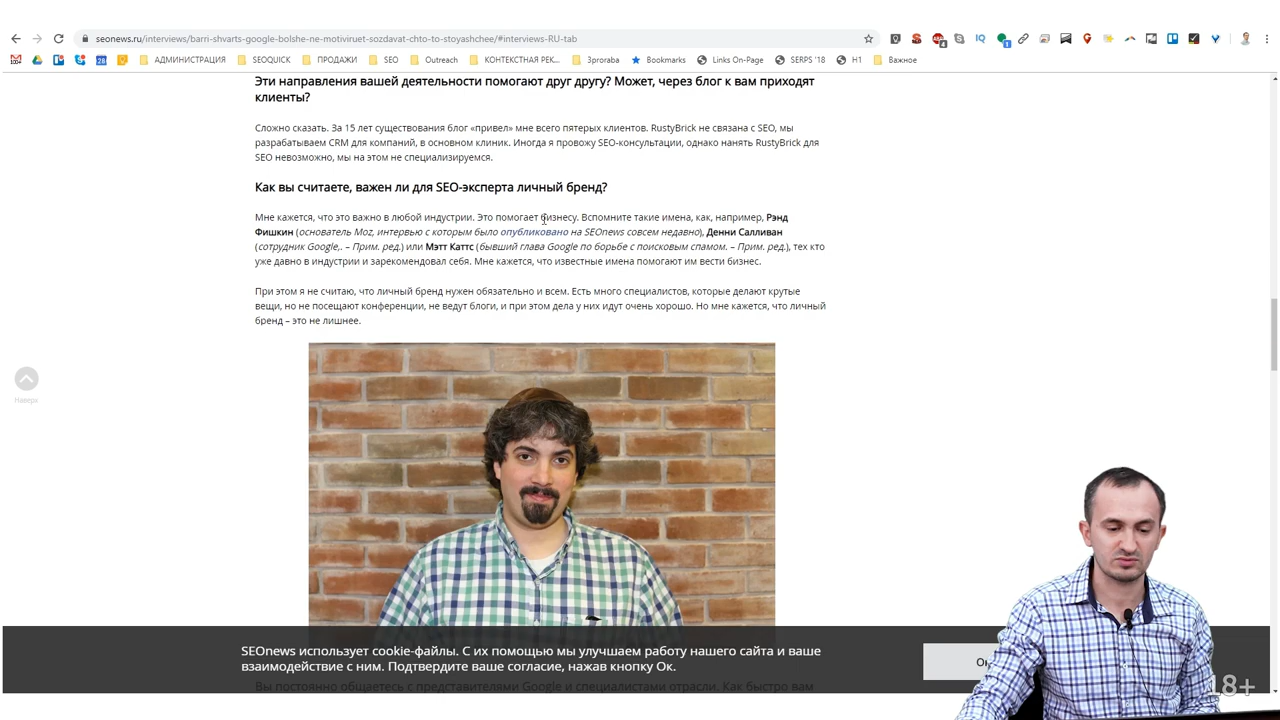 seonews.ru/interviews/barri-shvarts-google-bolshe-ne-motiviruet-sozdavat-chto-to-stoyashchee/#interviews-RU-tab
АДМИНИСТРАЦИЯ SEOQUICK ПРОДАЖИ SEO Outreach КОНТЕКСТНАЯ РЕК... 3proraba Bookmarks Links On-Page SERPS '18 H1 Важное
Эти направления вашей деятельности помогают друг другу? Может, через блог к вам приходят
клиенты?
Сложно сказать. За 15 лет существования блог «привел» мне всего пятерых клиентов. RustyBrick не связана с SEO, мы
разрабатываем CRM для компаний, в основном клиник. Иногда я провожу SEO-консультации, однако нанять RustyBrick для
SEO невозможно, мы на этом не специализируемся.
Как вы считаете, важен ли для SEO-эксперта личный бренд?
Мне кажется, что это важно в любой индустрии. Это помогает бизнесу. Вспомните такие имена, как, например, Рэнд
Фишкин (основатель Moz, интервью с которым было опубликовано на SEOnews совсем недавно), Денни Салливан
(сотрудник Google,. – Прим. ред.) или Мэтт Каттс (бывший глава Google по борьбе с поисковым спамом. – Прим. ред.), тех кто
уже давно в индустрии и зарекомендовал себя. Мне кажется, что известные имена помогают им вести бизнес.
При этом я не считаю, что личный бренд нужен обязательно и всем. Есть много специалистов, которые делают крутые
вещи, но не посещают конференции, не ведут блоги, и при этом дела у них идут очень хорошо. Но мне кажется, что личный
бренд – это не лишнее.
Наверх
SEOnews использует cookie-файлы. С их помощью мы улучшаем работу нашего сайта и ваше
взаимодействие с ним. Подтвердите ваше согласие, нажав кнопку Ок.
Ок
Вы постоянно общаетесь с представителями Google и специалистами отрасли. Как быстро вам
18+